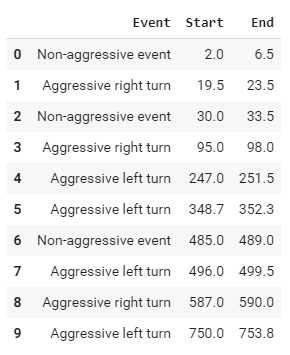 Event Start End
0 Non-aggressive event 2.0 6.5
1 Aggressive right turn 19.5 23.5
2 Non-aggressive event 30.0 33.5
3 Aggressive right turn 95.0 98.0
4 Aggressive left turn 247.0 251.5
5 Aggressive left turn 348.7 352.3
6 Non-aggressive event 485.0 489.0
7 Aggressive left turn 496.0 499.5
8 Aggressive right turn 587.0 590.0
9 Aggressive left turn 750.0 753.8